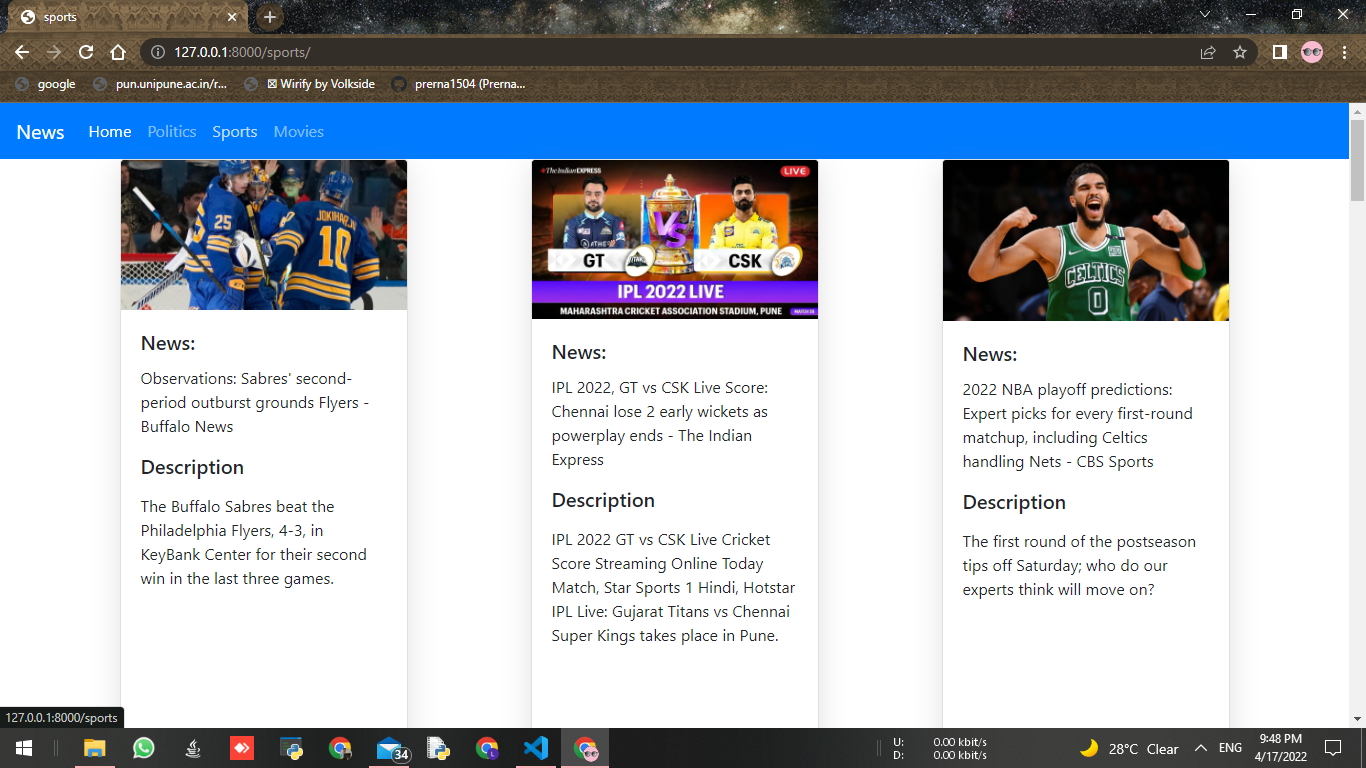 sports
127.0.0.1:8000/sports/
google
pun.unipune.ac.in/r...
Wirify by Volkside
prerna1504 (Prerna...
News
Home
Politics
Sports
Movies
25
JOKIHARJU
10
News:
Observations: Sabres' second-
period outburst grounds Flyers -
Buffalo News
Description
The Buffalo Sabres beat the
Philadelphia Flyers, 4-3, in
KeyBank Center for their second
win in the last three games.
The Indian EXPRESS
LIVE
VS
GT
CSK
IPL 2022 LIVE
MAHARASHTRA CRICKET ASSOCIATION STADIUM, PUNE
News:
IPL 2022, GT vs CSK Live Score:
Chennai lose 2 early wickets as
powerplay ends - The Indian
Express
Description
IPL 2022 GT vs CSK Live Cricket
Score Streaming Online Today
Match, Star Sports 1 Hindi, Hotstar
IPL Live: Gujarat Titans vs Chennai
Super Kings takes place in Pune.
CELTICS
0
News:
2022 NBA playoff predictions:
Expert picks for every first-round
matchup, including Celtics
handling Nets - CBS Sports
Description
The first round of the postseason
tips off Saturday; who do our
experts think will move on?
127.0.0.1:8000/sports
34
U: 0.00 kbit/s
D: 0.00 kbit/s
28°C Clear
ENG
9:48 PM
4/17/2022